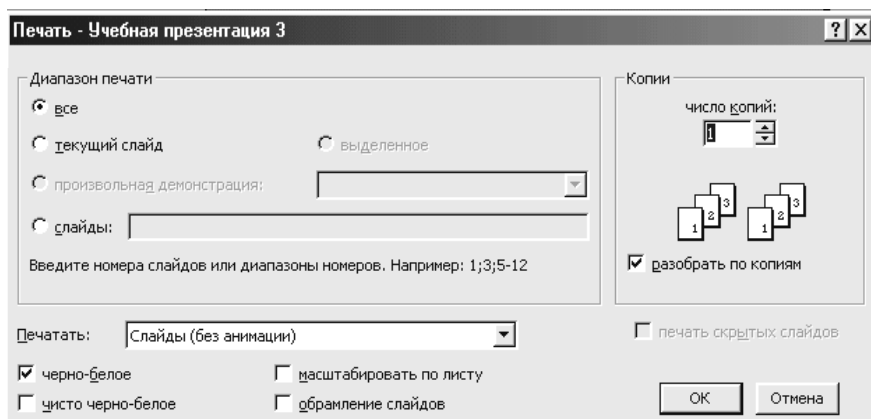 Печать - Учебная презентация 3
? X
Диапазон печати
все
текущий слайд
выделенное
произвольная демонстрация:
слайды:
Введите номера слайдов или диапазоны номеров. Например: 1;3;5-12
Копии
число копий:
1
1 2 3 1 2 3
разобрать по копиям
Печатать: Слайды (без анимации)
печать скрытых слайдов
черно-белое
масштабировать по листу
чисто черно-белое
обрамление слайдов
OK
Отмена